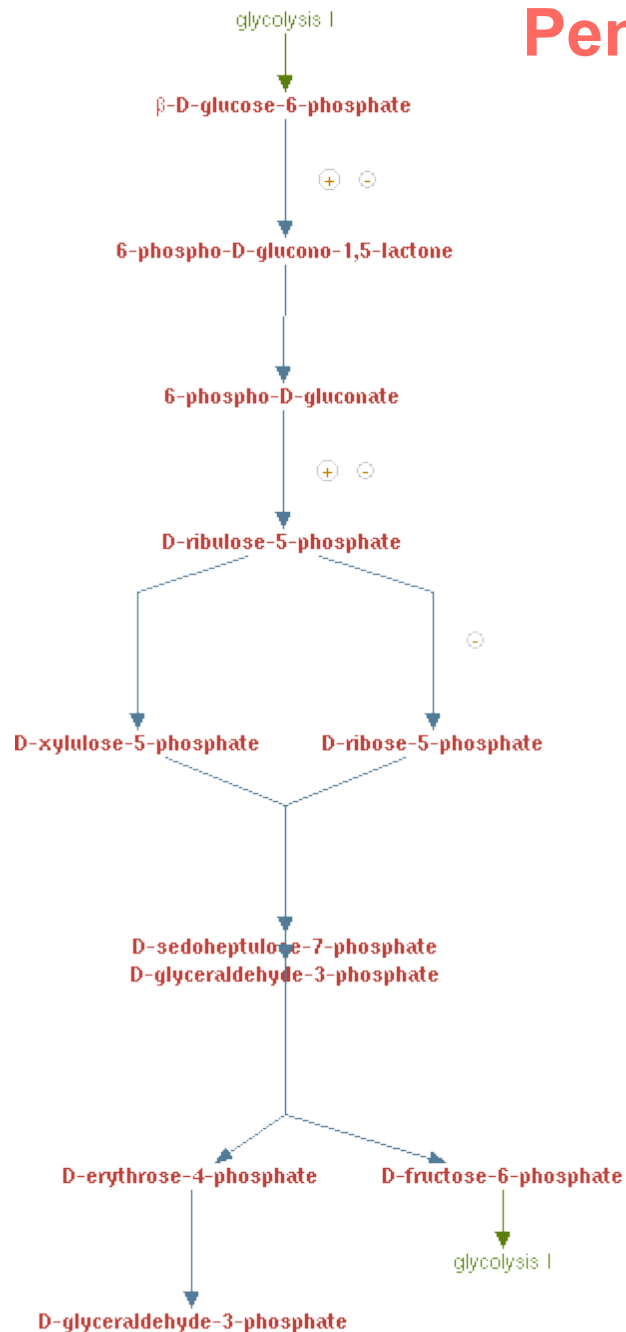 glycolysis I
Per
β-D-glucose-6-phosphate
+ -
6-phospho-D-glucono-1,5-lactone
6-phospho-D-gluconate
+ -
D-ribulose-5-phosphate
-
D-xylulose-5-phosphate D-ribose-5-phosphate
D-sedoheptulose-7-phosphate
D-glyceraldehyde-3-phosphate
D-erythrose-4-phosphate D-fructose-6-phosphate
glycolysis I
D-glyceraldehyde-3-phosphate